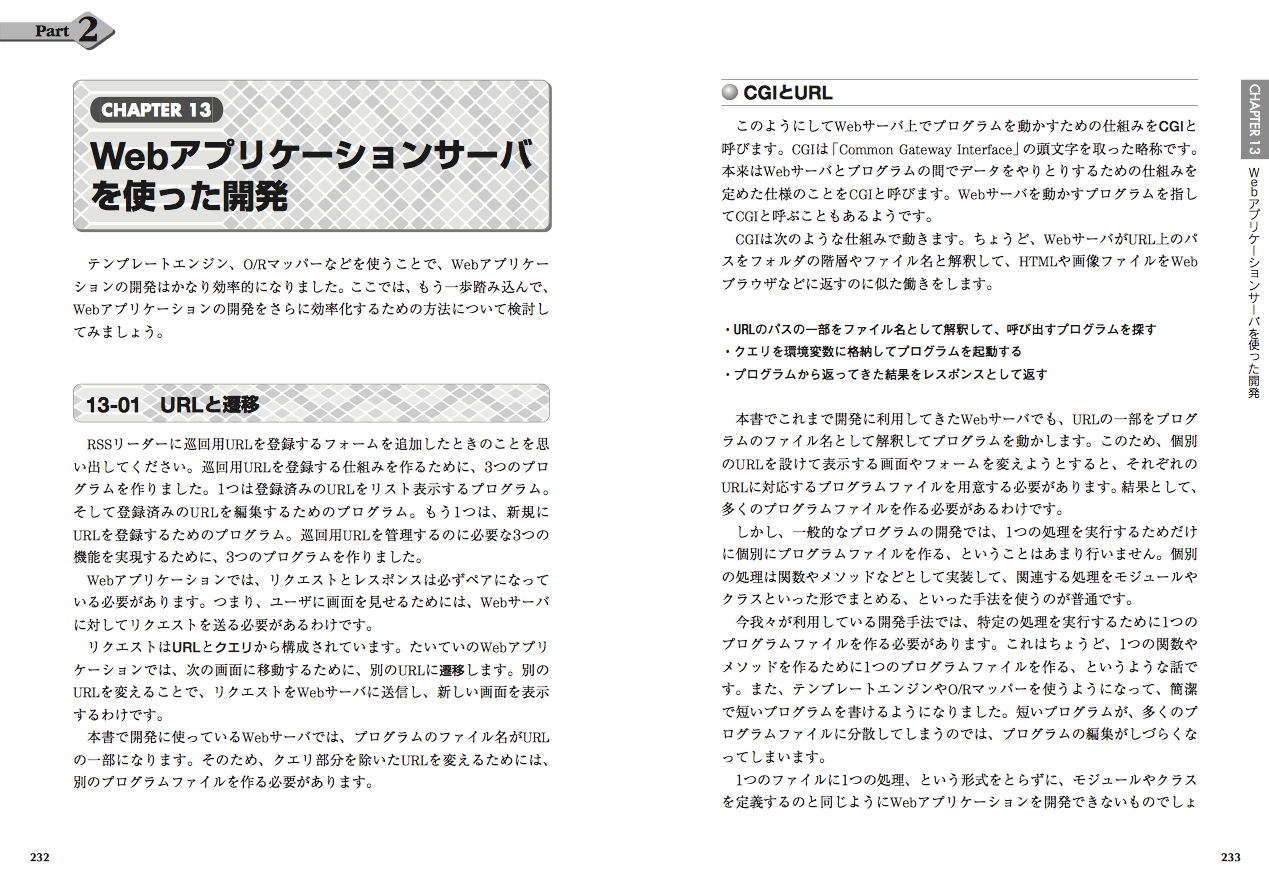 Part 2
CHAPTER 13
Webアプリケーションサーバ
を使った開発
テンプレートエンジン、O/Rマッパーなどを使うことで、Webアプリケー
ションの開発はかなり効率的になりました。ここでは、もう一歩踏み込んで、
Webアプリケーションの開発をさらに効率化するための方法について検討し
てみましょう。
13-01 URLと遷移
RSSリーダーに巡回用URLを登録するフォームを追加したときのことを思
い出してください。巡回用URLを登録する仕組みを作るために、3つのプロ
グラムを作りました。1つは登録済みのURLをリスト表示するプログラム。
そして登録済みのURLを編集するためのプログラム。もう1つは、新規に
URLを登録するためのプログラム。巡回用URLを管理するのに必要な3つの
機能を実現するために、3つのプログラムを作りました。
Webアプリケーションでは、リクエストとレスポンスは必ずペアになって
いる必要があります。つまり、ユーザに画面を見せるためには、Webサーバ
に対してリクエストを送る必要があるわけです。
リクエストはURLとクエリから構成されています。たいていのWebアプリ
ケーションでは、次の画面に移動するために、別のURLに遷移します。別の
URLを変えることで、リクエストをWebサーバに送信し、新しい画面を表示
するわけです。
本書で開発に使っているWebサーバでは、プログラムのファイル名がURL
の一部になります。そのため、クエリ部分を除いたURLを変えるためには、
別のプログラムファイルを作る必要があります。
232
CGIとURL
このようにしてWebサーバ上でプログラムを動かすための仕組みをCGIと
呼びます。CGIは「Common Gateway Interface」の頭文字を取った略称です。
本来はWebサーバとプログラムの間でデータをやりとりするための仕組みを
定めた仕様のことをCGIと呼びます。Webサーバを動かすプログラムを指し
てCGIと呼ぶこともあるようです。
CGIは次のような仕組みで動きます。ちょうど、WebサーバがURL上のパ
スをフォルダの階層やファイル名と解釈して、HTMLや画像ファイルをWeb
ブラウザなどに返すのに似た働きをします。
・URLのパスの一部をファイル名として解釈して、呼び出すプログラムを探す
・クエリを環境変数に格納してプログラムを起動する
・プログラムから返ってきた結果をレスポンスとして返す
本書でこれまで開発に利用してきたWebサーバでも、URLの一部をプログ
ラムのファイル名として解釈してプログラムを動かします。このため、個別
のURLを設けて表示する画面やフォームを変えようとすると、それぞれの
URLに対応するプログラムファイルを用意する必要があります。結果として、
多くのプログラムファイルを作る必要があるわけです。
しかし、一般的なプログラムの開発では、1つの処理を実行するためだけ
に個別にプログラムファイルを作る、ということはあまり行いません。個別
の処理は関数やメソッドなどとして実装して、関連する処理をモジュールや
クラスといった形でまとめる、といった手法を使うのが普通です。
今我々が利用している開発手法では、特定の処理を実行するために1つの
プログラムファイルを作る必要があります。これはちょうど、1つの関数や
メソッドを作るために1つのプログラムファイルを作る、というような話で
す。また、テンプレートエンジンやO/Rマッパーを使うようになって、簡潔
で短いプログラムを書けるようになりました。短いプログラムが、多くのプ
ログラムファイルに分散してしまうのでは、プログラムの編集がしづらくな
ってしまいます。
1つのファイルに1つの処理、という形式をとらずに、モジュールやクラス
を定義するのと同じようにWebアプリケーションを開発できないものでしょ
CHAPTER 13 Webアプリケーションサーバを使った開発
233